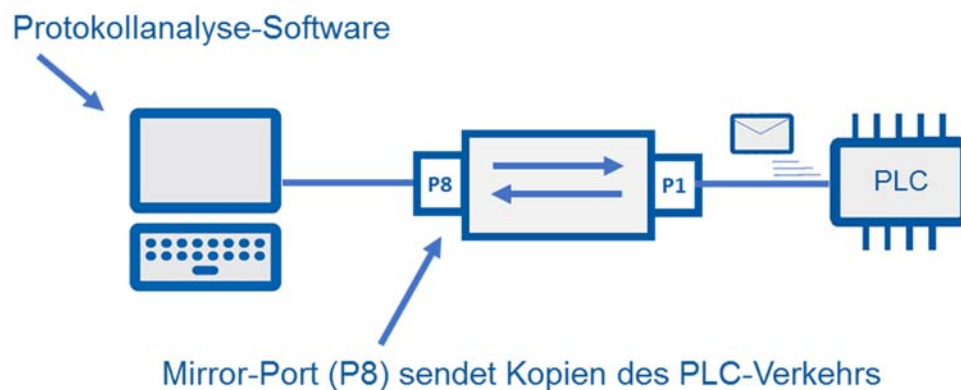 Protokollanalyse-Software
P8
P1
PLC
Mirror-Port (P8) sendet Kopien des PLC-Verkehrs